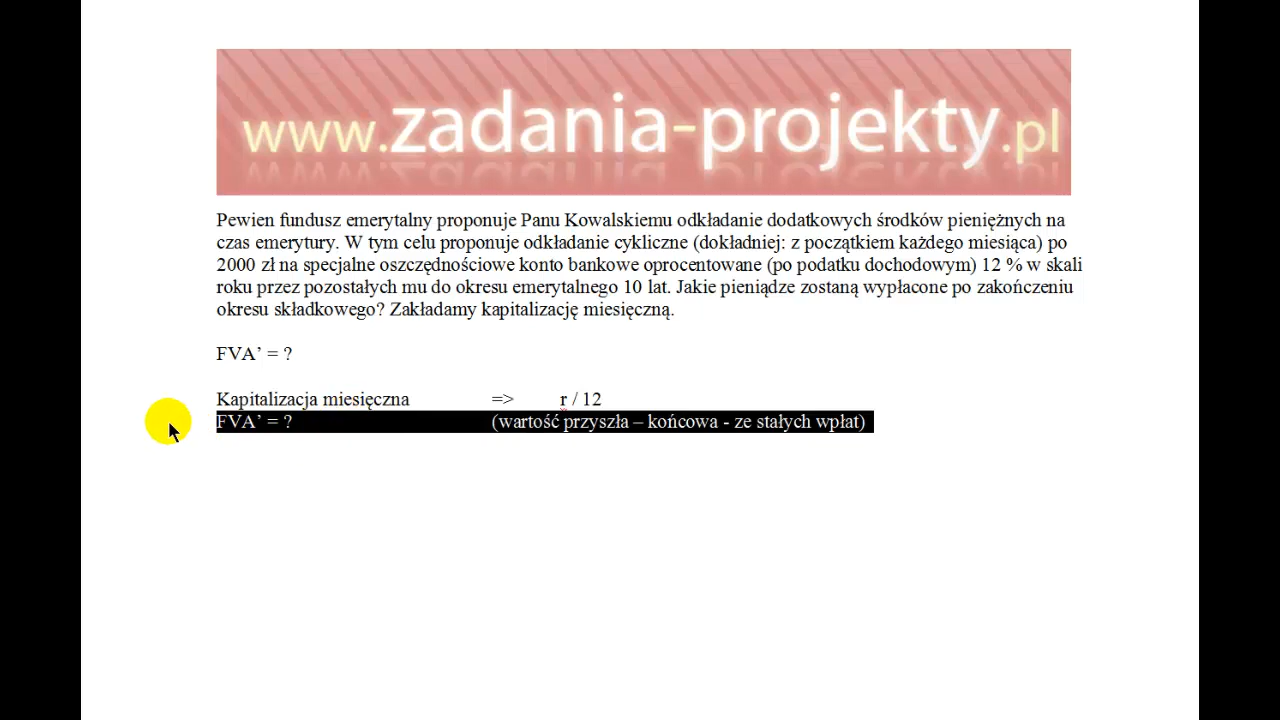 www.zadania-projekty.pl
Pewien fundusz emerytalny proponuje Panu Kowalskiemu odkładanie dodatkowych środków pieniężnych na
czas emerytury. W tym celu proponuje odkładanie cykliczne (dokładniej: z początkiem każdego miesiąca) po
2000 zł na specjalne oszczędnościowe konto bankowe oprocentowane (po podatku dochodowym) 12 % w skali
roku przez pozostałych mu do okresu emerytalnego 10 lat. Jakie pieniądze zostaną wypłacone po zakończeniu
okresu składkowego? Zakładamy kapitalizację miesięczną.
FVA’ = ?
Kapitalizacja miesięczna => r / 12
FVA’ = ? (wartość przyszła – końcowa - ze stałych wpłat)